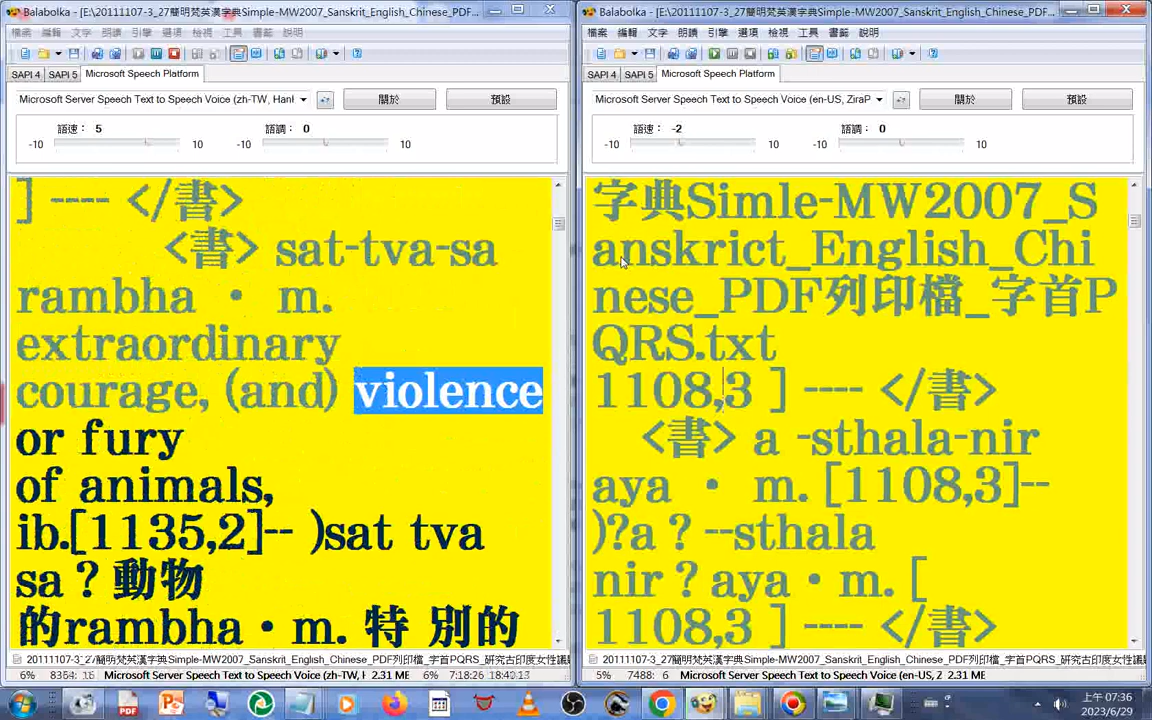 Balabolka - [E:\20111107-3_27簡明梵英漢字典Simple-MW2007_Sanskrit_English_Chinese_PDF...
檔案 編輯 文字 朗讀 引擎 選項 檢視 工具 書籤 說明
SAPI 4 SAPI 5 Microsoft Speech Platform
Microsoft Server Speech Text to Speech Voice (zh-TW, Hanl
關於 預設
語速： 5 語調： 0
-10 10 -10 10
] ---- </書>
<書> sat-tva-sa
rambha • m.
extraordinary
courage, (and) violence
or fury
of animals,
ib.[1135,2]-- )sat tva
sa ? 動物
的rambha • m. 特 別的
20111107-3_27簡明梵英漢字典Simple-MW2007_Sanskrit_English_Chinese_PDF列印檔_字首PQRS_研究古印度女性議
6% 8354: 15 Microsoft Server Speech Text to Speech Voice (zh-TW, H 6% 7:18:26 18:43:13 2.31 ME
Balabolka - [E:\20111107-3_27簡明梵英漢字典Simple-MW2007_Sanskrit_English_Chinese_PDF...
檔案 編輯 文字 朗讀 引擎 選項 檢視 工具 書籤 說明
SAPI 4 SAPI 5 Microsoft Speech Platform
Microsoft Server Speech Text to Speech Voice (en-US, ZiraP
關於 預設
語速： -2 語調： 0
-10 10 -10 10
字典Simle-MW2007_S
anskrict_English_Chi
nese_PDF列印檔_字首P
QRS.txt
1108,3 ] ---- </書>
<書> a -sthala-nir
aya • m. [1108,3]--
)?a ? --sthala
nir ? aya • m. [
1108,3 ] ---- </書>
20111107-3_27簡明梵英漢字典Simple-MW2007_Sanskrit_English_Chinese_PDF列印檔_字首PQRS_研究古印度女性議
5% 7488: 6 Microsoft Server Speech Text to Speech Voice (en-US, Z 2.31 ME
上午 07:36
2023/6/29